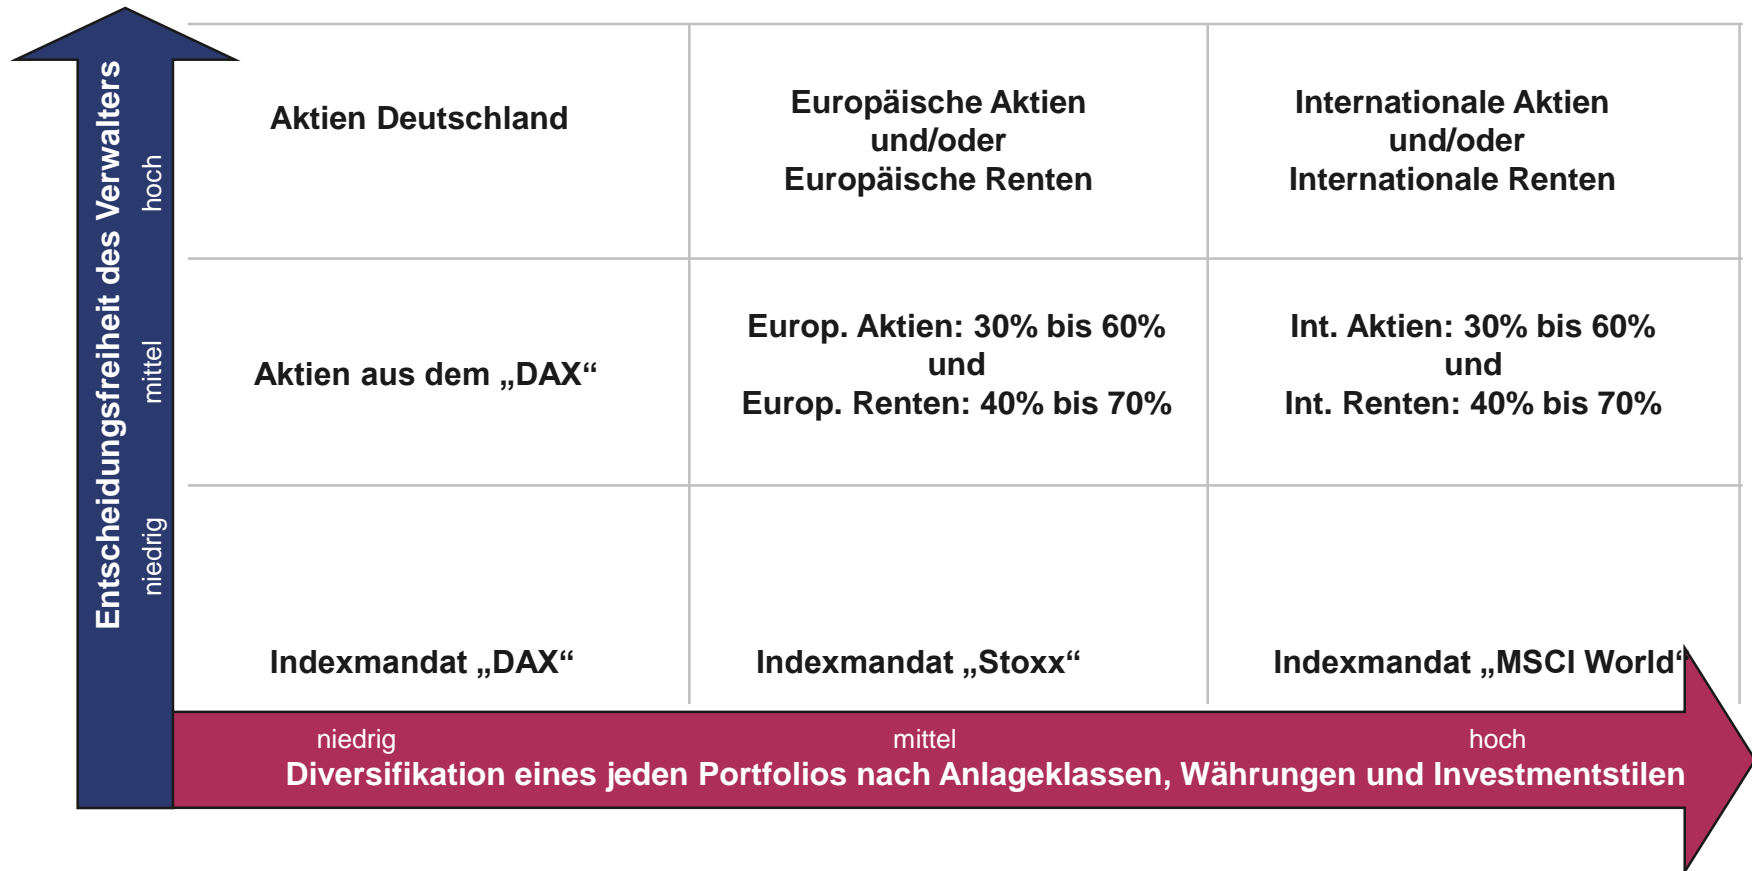 Entscheidungsfreiheit des Verwalters
hoch
mittel
niedrig
Aktien Deutschland
Europäische Aktien
und/oder
Europäische Renten
Internationale Aktien
und/oder
Internationale Renten
Aktien aus dem „DAX“
Europ. Aktien: 30% bis 60%
und
Europ. Renten: 40% bis 70%
Int. Aktien: 30% bis 60%
und
Int. Renten: 40% bis 70%
Indexmandat „DAX“
Indexmandat „Stoxx“
Indexmandat „MSCI World“
niedrig
mittel
hoch
Diversifikation eines jeden Portfolios nach Anlageklassen, Währungen und Investmentstilen